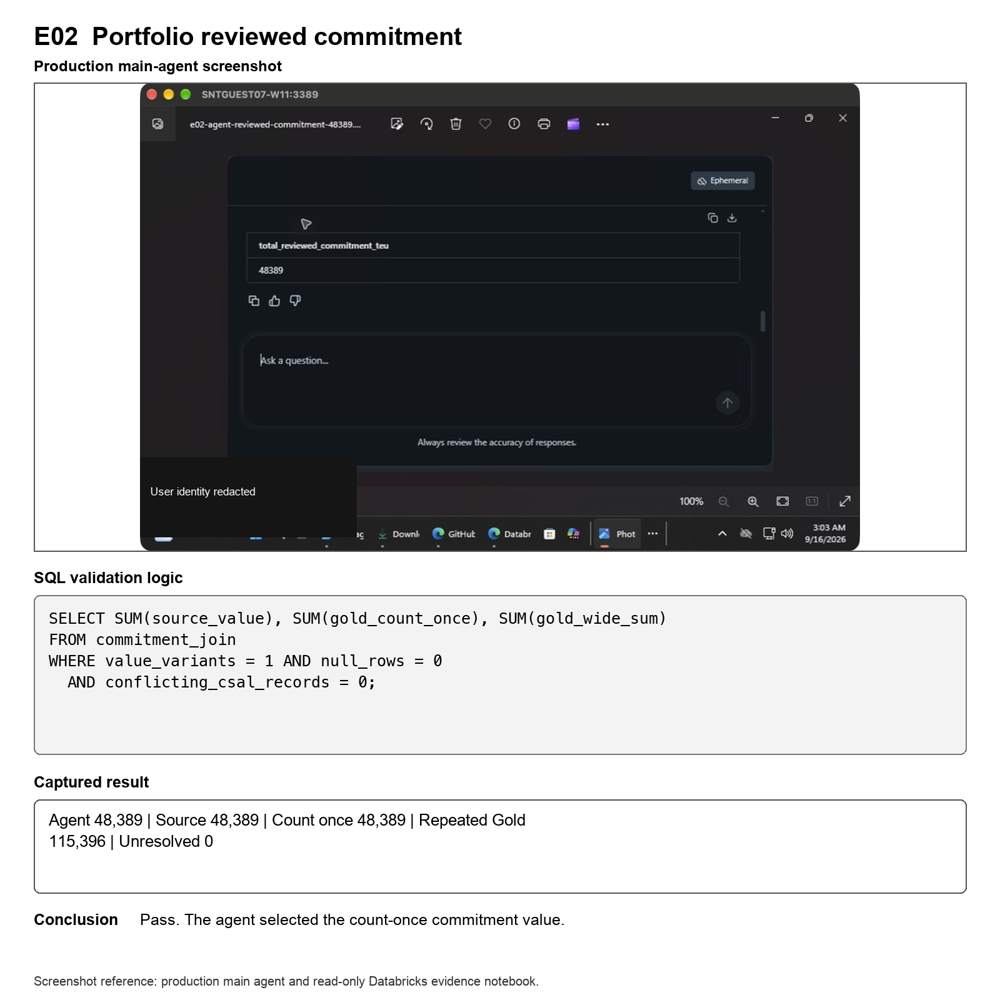 E02  Portfolio reviewed commitment
Production main-agent screenshot
SNTGUEST07-W11:3389
e02-agent-reviewed-commitment-48389....
Ephemeral
total_reviewed_commitment_teu
48389
Ask a question...
Always review the accuracy of responses.
User identity redacted
100%
1:1
Downl
GitHub
Databr
Phot
3:03 AM
9/16/2026
SQL validation logic
SELECT SUM(source_value), SUM(gold_count_once), SUM(gold_wide_sum)
FROM commitment_join
WHERE value_variants = 1 AND null_rows = 0
  AND conflicting_csal_records = 0;
Captured result
Agent 48,389 | Source 48,389 | Count once 48,389 | Repeated Gold
115,396 | Unresolved 0
Conclusion     Pass. The agent selected the count-once commitment value.
Screenshot reference: production main agent and read-only Databricks evidence notebook.